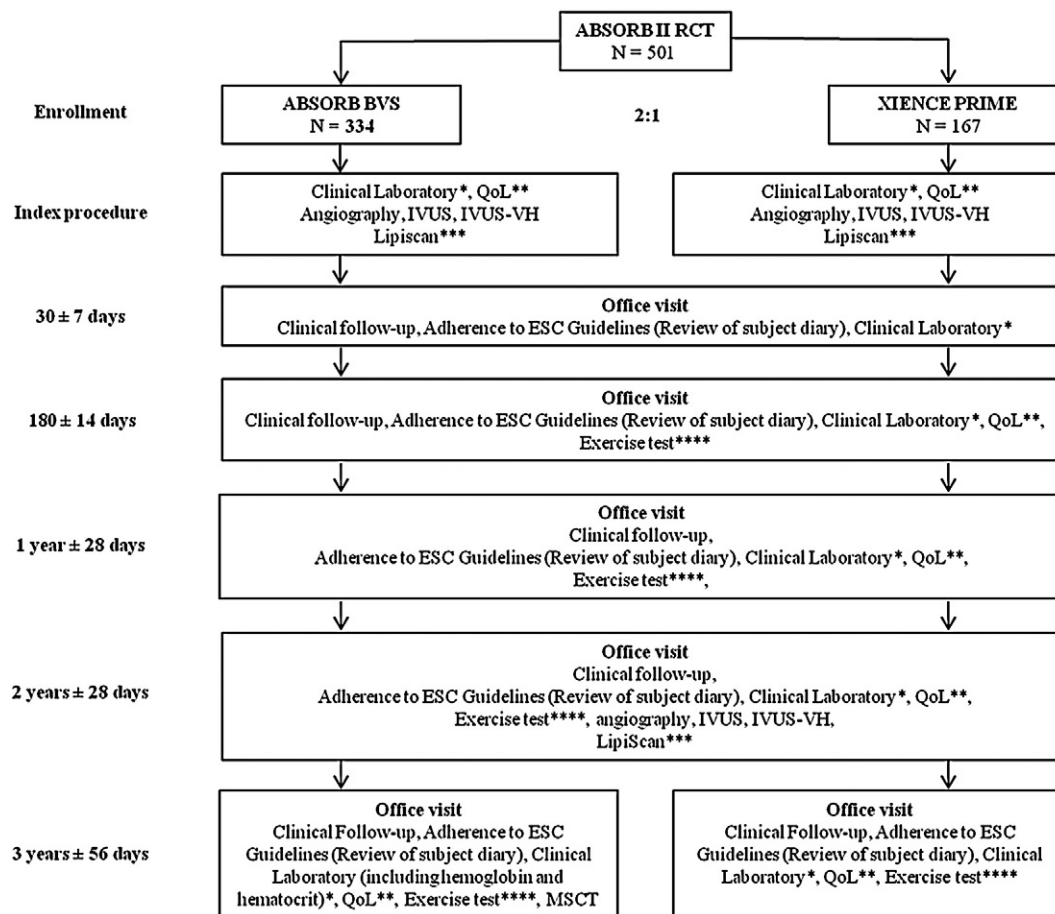 ABSORB II RCT
N = 501
Enrollment
ABSORB BVS
N = 334
2:1
XIENCE PRIME
N = 167
Index procedure
Clinical Laboratory*, QoL**
Angiography, IVUS, IVUS-VH
Lipiscan***
Clinical Laboratory*, QoL**
Angiography, IVUS, IVUS-VH
Lipiscan***
30 ± 7 days
Office visit
Clinical follow-up, Adherence to ESC Guidelines (Review of subject diary), Clinical Laboratory*
180 ± 14 days
Office visit
Clinical follow-up, Adherence to ESC Guidelines (Review of subject diary), Clinical Laboratory*, QoL**,
Exercise test****
1 year ± 28 days
Office visit
Clinical follow-up,
Adherence to ESC Guidelines (Review of subject diary), Clinical Laboratory*, QoL**,
Exercise test****,
2 years ± 28 days
Office visit
Clinical follow-up,
Adherence to ESC Guidelines (Review of subject diary), Clinical Laboratory*, QoL**,
Exercise test****, angiography, IVUS, IVUS-VH,
LipiScan***
3 years ± 56 days
Office visit
Clinical Follow-up, Adherence to ESC
Guidelines (Review of subject diary), Clinical
Laboratory (including hemoglobin and
hematocrit)*, QoL**, Exercise test****, MSCT
Office visit
Clinical Follow-up, Adherence to ESC
Guidelines (Review of subject diary), Clinical
Laboratory*, QoL**, Exercise test****